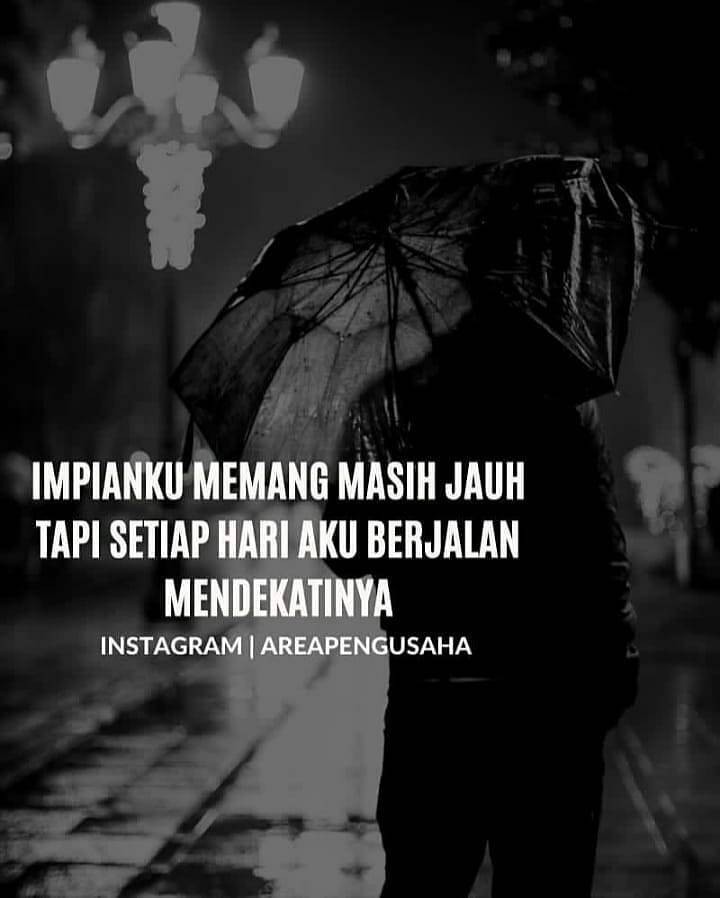 IMPIANKU MEMANG MASIH JAUH
TAPI SETIAP HARI AKU BERJALAN
MENDEKATINYA
INSTAGRAM | AREAPENGUSAHA